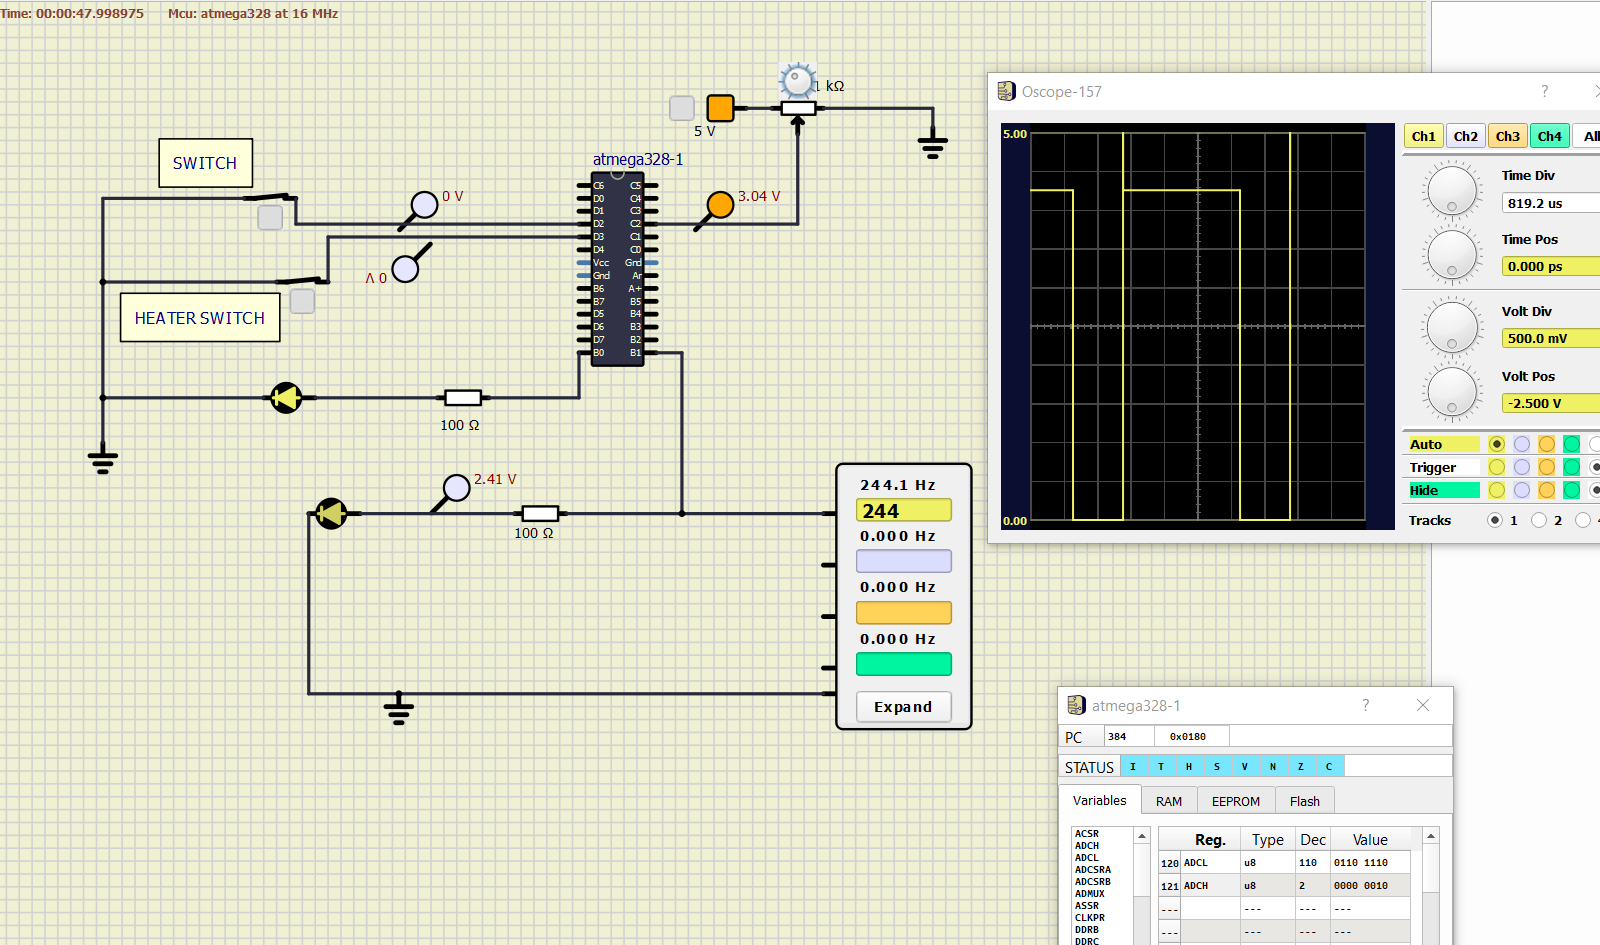 Time: 00:00:47.998975 Mcu: atmega328 at 16 MHz
1 kΩ
5 V
SWITCH
atmega328-1
0 V
3.04 V
C6 C5
D0 C4
D1 C3
D2 C2
D3 C1
D4 C0
Vcc Gnd
Gnd Ar
B6 A+
B7 B5
D5 B4
D6 B3
D7 B2
B0 B1
0 V
HEATER SWITCH
100 Ω
2.41 V
100 Ω
244.1 Hz
244
0.000 Hz
0.000 Hz
0.000 Hz
Expand
Oscope-157 ?
5.00
0.00
Ch1 Ch2 Ch3 Ch4 All
Time Div
819.2 us
Time Pos
0.000 ps
Volt Div
500.0 mV
Volt Pos
-2.500 V
Auto
Trigger
Hide
Tracks 1 2
atmega328-1 ?
PC 384 0x0180
STATUS I T H S V N Z C
Variables RAM EEPROM Flash
ACSR
ADCH
ADCL
ADCSRA
ADCSRB
ADMUX
ASSR
CLKPR
DDRB
DDRC
Reg. Type Dec Value
120 ADCL u8 110 0110 1110
121 ADCH u8 2 0000 0010
--- --- --- ---
--- --- --- ---